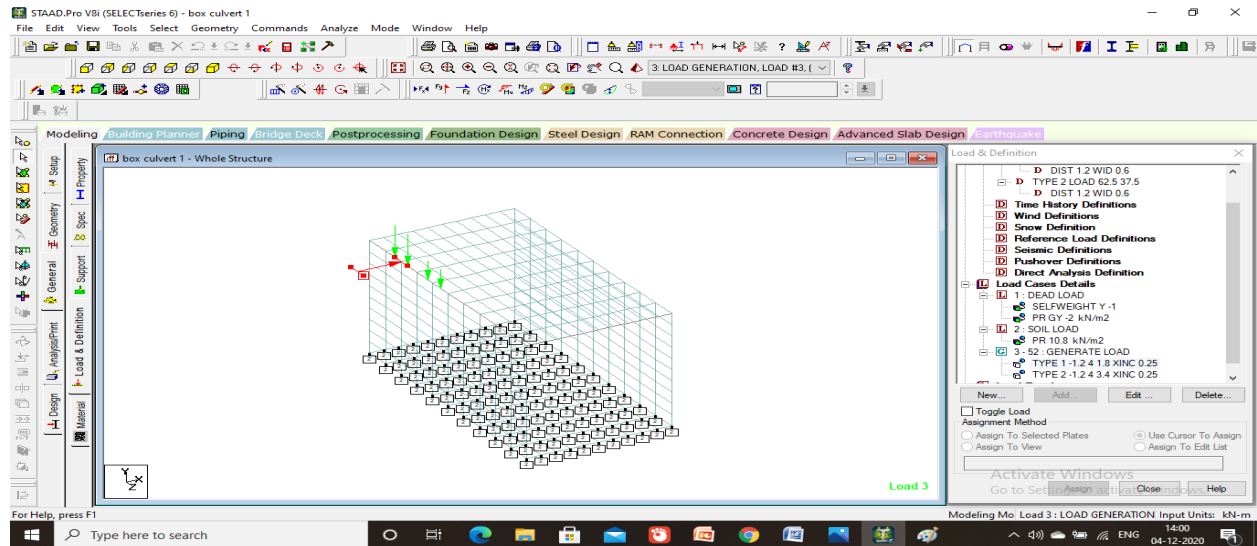 STAAD.Pro V8i (SELECTseries 6) - box culvert 1
File Edit View Tools Select Geometry Commands Analyze Mode Window Help
3: LOAD GENERATION, LOAD #3, (
Modeling Building Planner Piping Bridge Deck Postprocessing Foundation Design Steel Design RAM Connection Concrete Design Advanced Slab Design Earthquake
Setup
Geometry
General
Analysis/Print
Design
Property
Spec
Support
Load & Definition
Material
box culvert 1 - Whole Structure
Y
X
Z
Load 3
Load & Definition
D DIST 1.2 WID 0.6
D TYPE 2 LOAD 62.5 37.5
D DIST 1.2 WID 0.6
D Time History Definitions
D Wind Definitions
D Snow Definition
D Reference Load Definitions
D Seismic Definitions
D Pushover Definitions
D Direct Analysis Definition
L Load Cases Details
L 1 : DEAD LOAD
SELFWEIGHT Y -1
PR GY -2 kN/m2
L 2 : SOIL LOAD
PR 10.8 kN/m2
G 3 - 52 : GENERATE LOAD
TYPE 1 -1.2 4 1.8 XINC 0.25
TYPE 2 -1.2 4 3.4 XINC 0.25
New... Add... Edit ... Delete...
Toggle Load
Assignment Method
Assign To Selected Plates Use Cursor To Assign
Assign To View Assign To Edit List
Activate Windows
Go to Settings to activate Windows.
Assign Close Help
For Help, press F1
Modeling Mo Load 3 : LOAD GENERATION Input Units: kN-m
Type here to search
ENG
14:00
04-12-2020